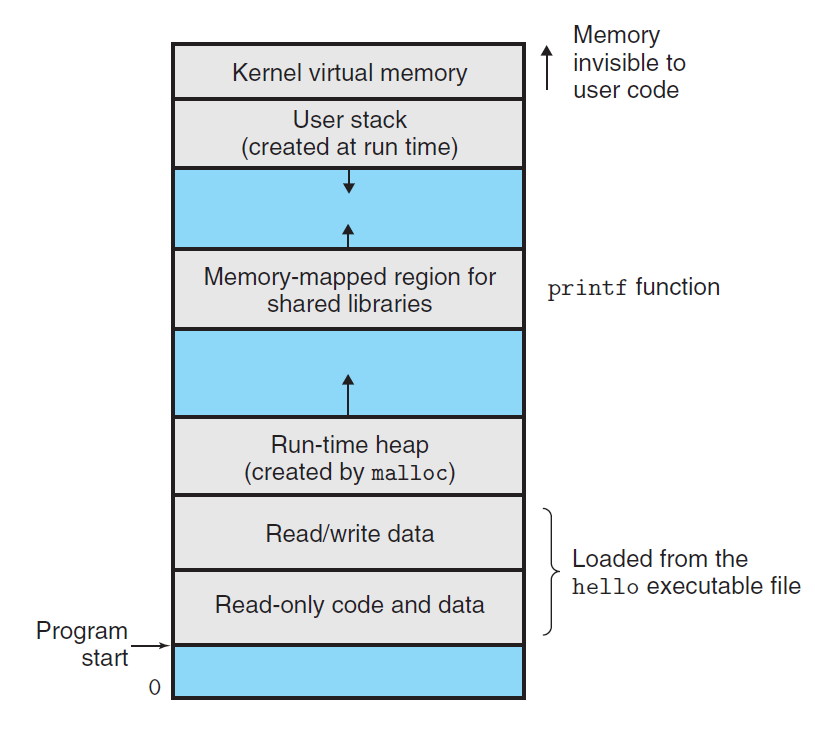 Memory
invisible to
user code
Kernel virtual memory
User stack
(created at run time)
Memory-mapped region for
shared libraries
printf function
Run-time heap
(created by malloc)
Read/write data
Loaded from the
hello executable file
Read-only code and data
Program
start
0